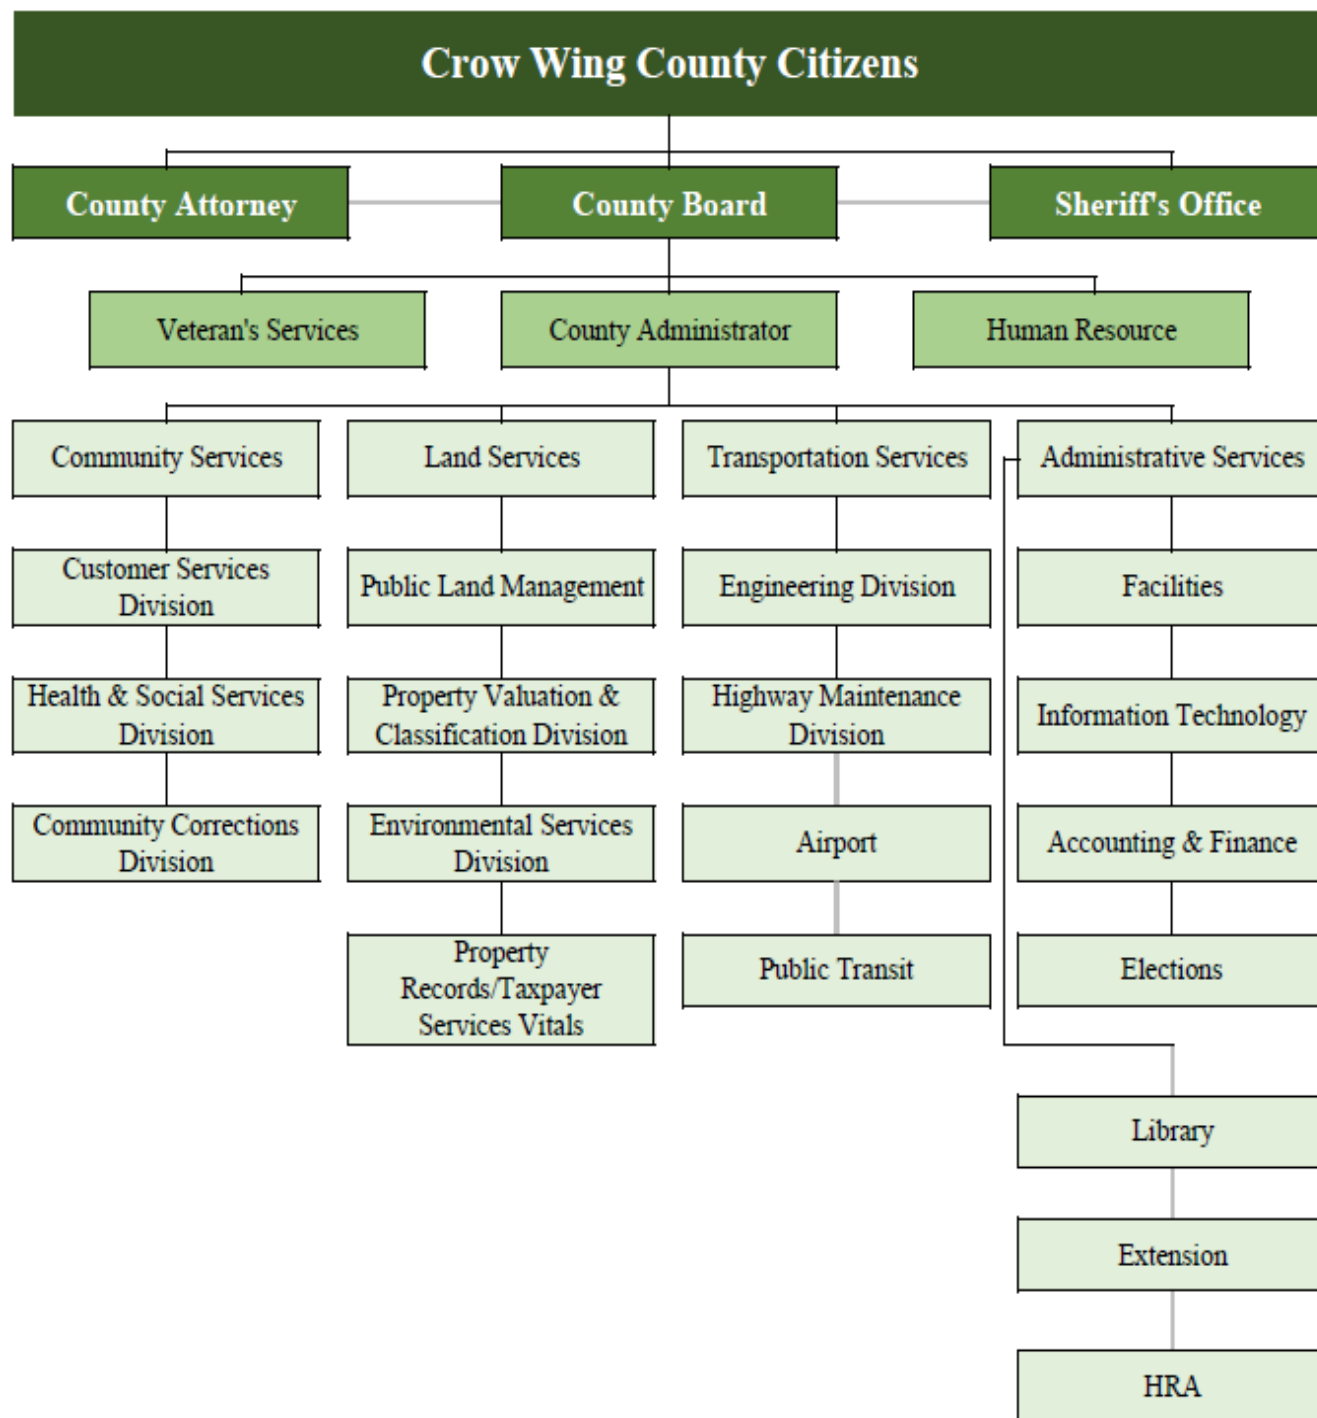 Crow Wing County Citizens
County Attorney
County Board
Sheriff's Office
Veteran's Services
County Administrator
Human Resource
Community Services
Land Services
Transportation Services
Administrative Services
Customer Services
Division
Public Land Management
Engineering Division
Facilities
Health & Social Services
Division
Property Valuation &
Classification Division
Highway Maintenance
Division
Information Technology
Community Corrections
Division
Environmental Services
Division
Airport
Accounting & Finance
Property
Records/Taxpayer
Services Vitals
Public Transit
Elections
Library
Extension
HRA